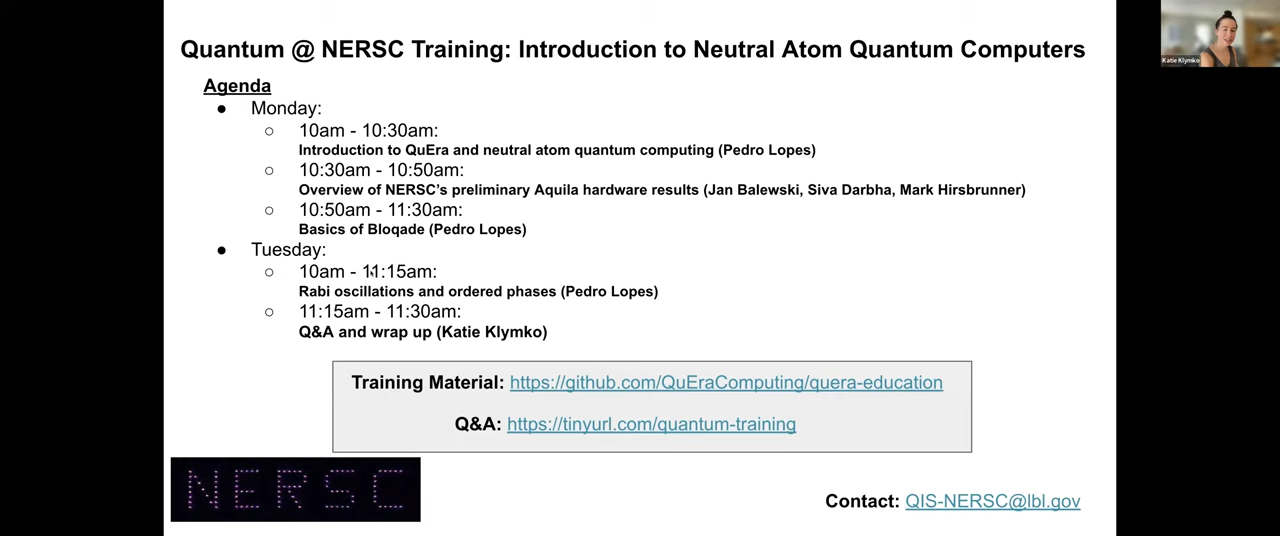 Quantum @ NERSC Training: Introduction to Neutral Atom Quantum Computers
Katie Klymko
Agenda
● Monday:
○ 10am - 10:30am:
Introduction to QuEra and neutral atom quantum computing (Pedro Lopes)
○ 10:30am - 10:50am:
Overview of NERSC's preliminary Aquila hardware results (Jan Balewski, Siva Darbha, Mark Hirsbrunner)
○ 10:50am - 11:30am:
Basics of Bloqade (Pedro Lopes)
● Tuesday:
○ 10am - 11:15am:
Rabi oscillations and ordered phases (Pedro Lopes)
○ 11:15am - 11:30am:
Q&A and wrap up (Katie Klymko)
Training Material: https://github.com/QuEraComputing/quera-education
Q&A: https://tinyurl.com/quantum-training
NERSC
Contact: QIS-NERSC@lbl.gov